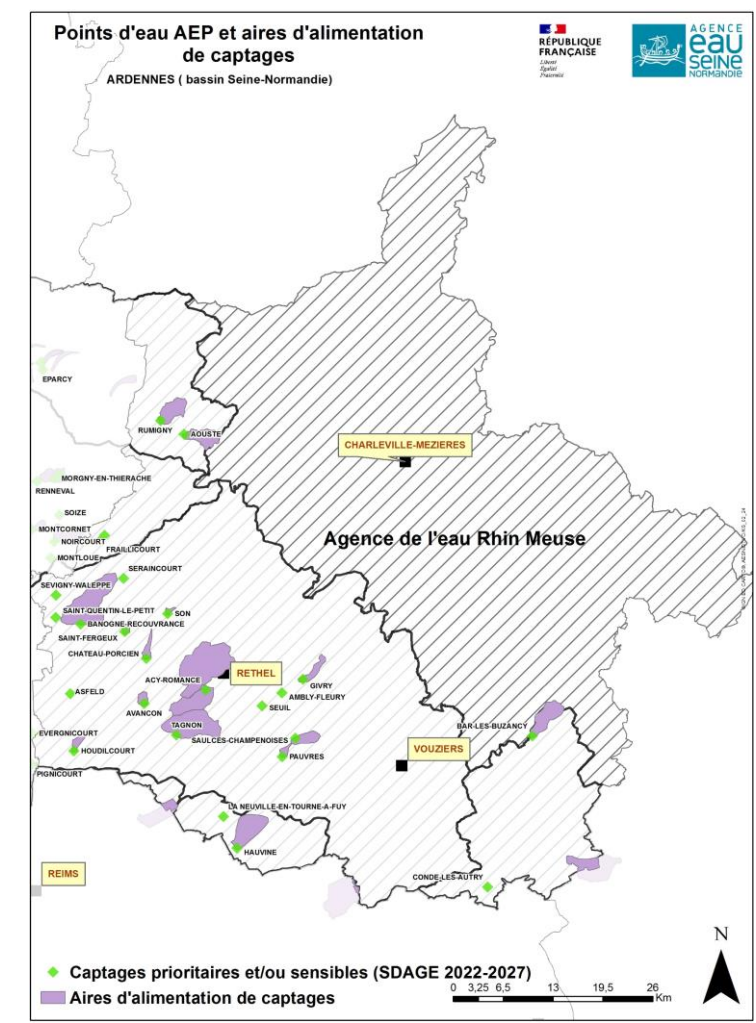 Points d'eau AEP et aires d'alimentation
de captages
ARDENNES ( bassin Seine-Normandie)
RÉPUBLIQUE
FRANÇAISE
Liberté
Égalité
Fraternité
AGENCE
eau
SEINE
NORMANDIE
EPARCY
RUMIGNY
AOUSTE
CHARLEVILLE-MEZIERES
MORGNY-EN-THIERACHE
RENNEVAL
SOIZE
MONTCORNET
NOIRCOURT
FRAILLICOURT
MONTLOUE
Agence de l'eau Rhin Meuse
SERAINCOURT
SEVIGNY-WALEPPE
SAINT-QUENTIN-LE-PETIT
SON
BANOGNE-RECOUVRANCE
SAINT-FERGEUX
CHATEAU-PORCIEN
RETHEL
ACY-ROMANCE
GIVRY
ASFELD
AMBLY-FLEURY
AVANCON
SEUIL
TAGNON
BAR-LES-BUZANCY
EVERGNICOURT
SAULCES-CHAMPENOISES
HOUDILCOURT
PAUVRES
VOUZIERS
PIGNICOURT
LA NEUVILLE-EN-TOURNE-A-FUY
HAUVINE
REIMS
CONDE-LES-AUTRY
N
Captages prioritaires et/ou sensibles (SDAGE 2022-2027)
Aires d'alimentation de captages
0 3,25 6,5 13 19,5 26
Km